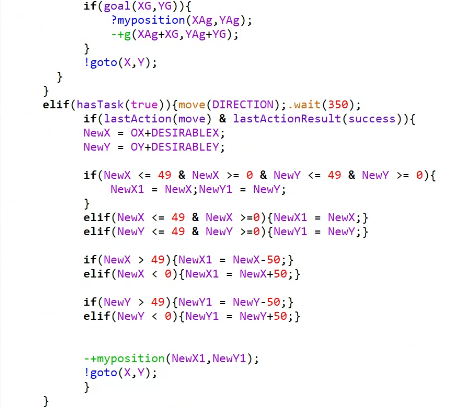 if(goal(XG,YG)){
?myposition(XAg,YAg);
-+g(XAg+XG,YAg+YG);
}
!goto(X,Y);
}
}
elif(hasTask(true)){move(DIRECTION);.wait(350);
if(lastAction(move) & lastActionResult(success)){
NewX = OX+DESIRABLEX;
NewY = OY+DESIRABLEY;
if(NewX <= 49 & NewX >= 0 & NewY <= 49 & NewY >= 0){
NewX1 = NewX;NewY1 = NewY;
}
elif(NewX <= 49 & NewX >=0){NewX1 = NewX;}
elif(NewY <= 49 & NewY >=0){NewY1 = NewY;}
if(NewX > 49){NewX1 = NewX-50;}
elif(NewX < 0){NewX1 = NewX+50;}
if(NewY > 49){NewY1 = NewY-50;}
elif(NewY < 0){NewY1 = NewY+50;}
-+myposition(NewX1,NewY1);
!goto(X,Y);
}
}